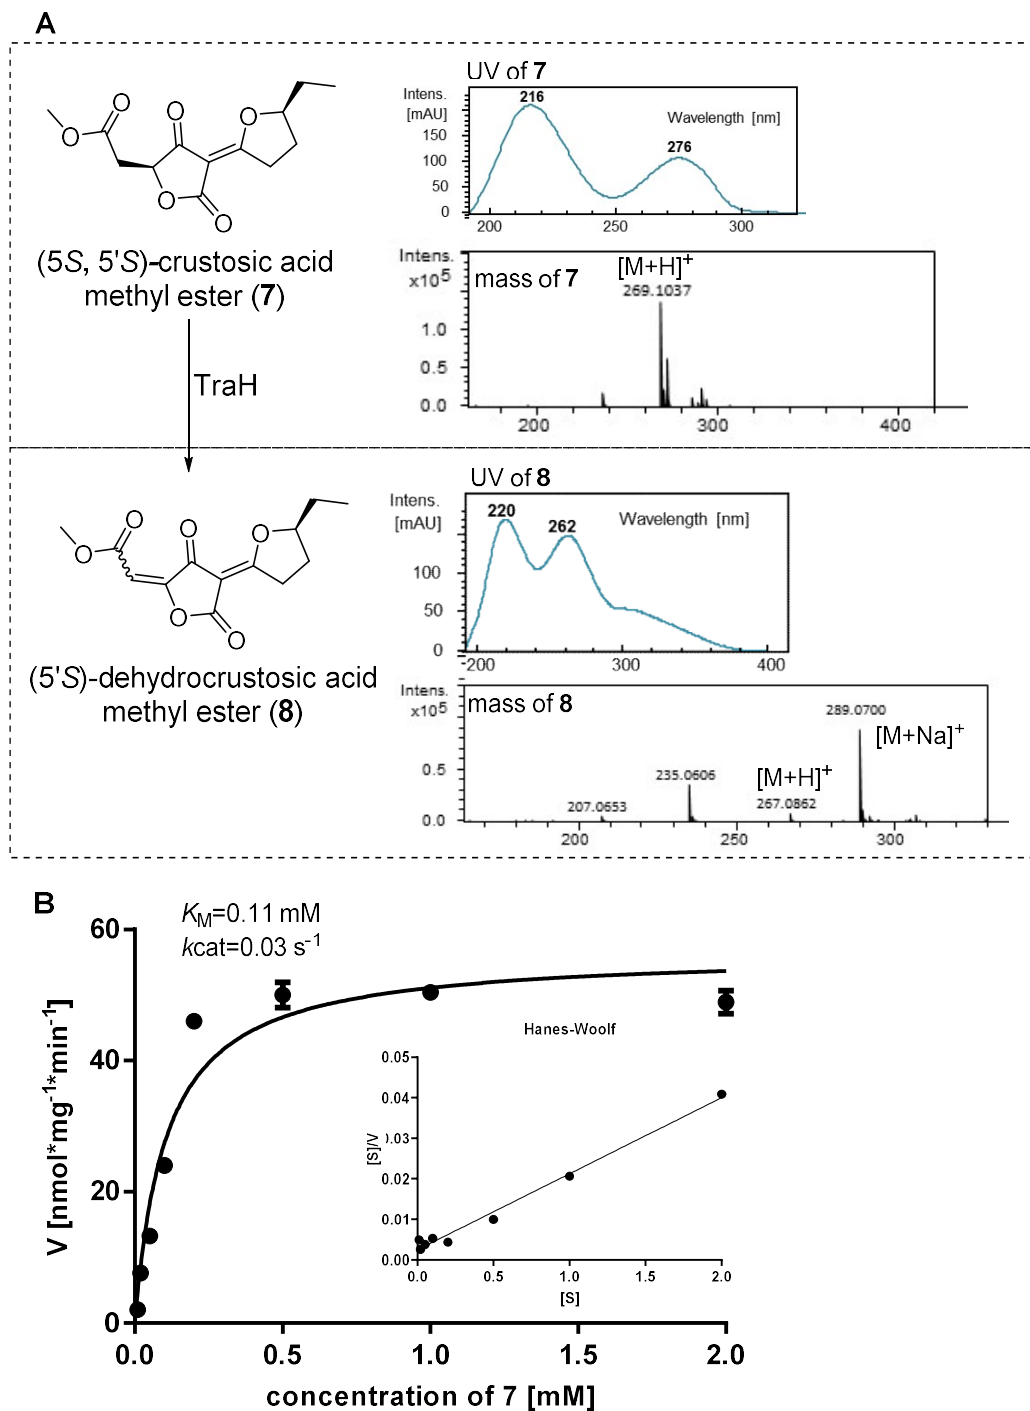 A
UV of 7
Intens.
[mAU]
216
Wavelength [nm]
276
150
100
50
0
200
250
300
O
O
O
O
O
O
(5S, 5'S)-crustosic acid
methyl ester (7)
Intens.
x10⁵
mass of 7
[M+H]⁺
269.1037
1.0
0.5
0.0
200
300
400
TraH
UV of 8
Intens.
[mAU]
220
262
Wavelength [nm]
100
50
0
200
300
400
O
O
O
O
O
O
(5'S)-dehydrocrustosic acid
methyl ester (8)
Intens.
x10⁵
mass of 8
289.0700
[M+Na]⁺
235.0606
[M+H]⁺
207.0653
267.0862
0.5
0.0
200
250
300
B
K_M=0.11 mM
kcat=0.03 s⁻¹
60
40
20
0
V [nmol*mg⁻¹*min⁻¹]
0.0
0.5
1.0
1.5
2.0
concentration of 7 [mM]
Hanes-Woolf
0.05
0.04
0.03
0.02
0.01
0.00
[S]/V
0.0
0.5
1.0
1.5
2.0
[S]